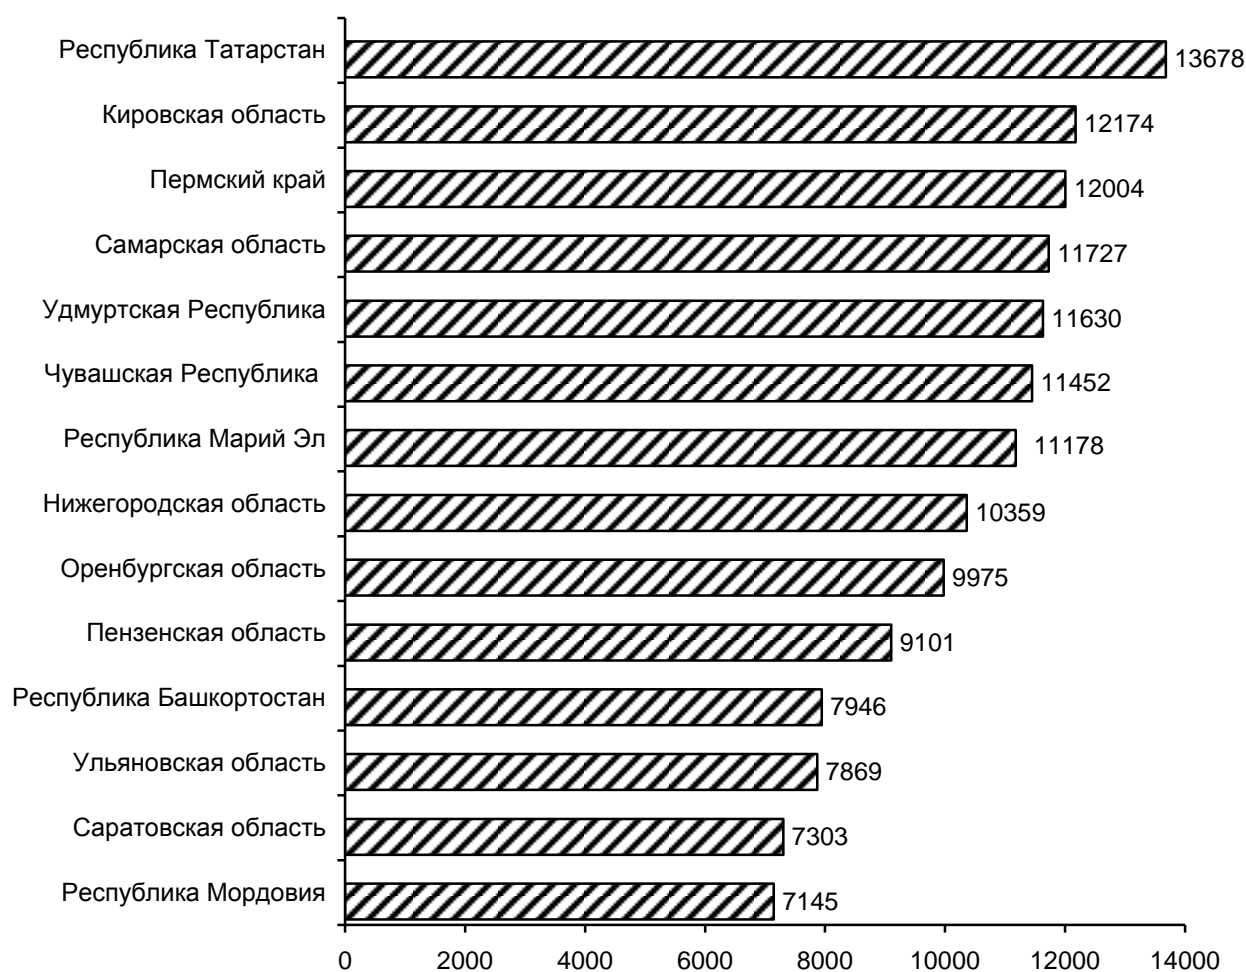 Республика Татарстан 13678
Кировская область 12174
Пермский край 12004
Самарская область 11727
Удмуртская Республика 11630
Чувашская Республика 11452
Республика Марий Эл 11178
Нижегородская область 10359
Оренбургская область 9975
Пензенская область 9101
Республика Башкортостан 7946
Ульяновская область 7869
Саратовская область 7303
Республика Мордовия 7145
0 2000 4000 6000 8000 10000 12000 14000